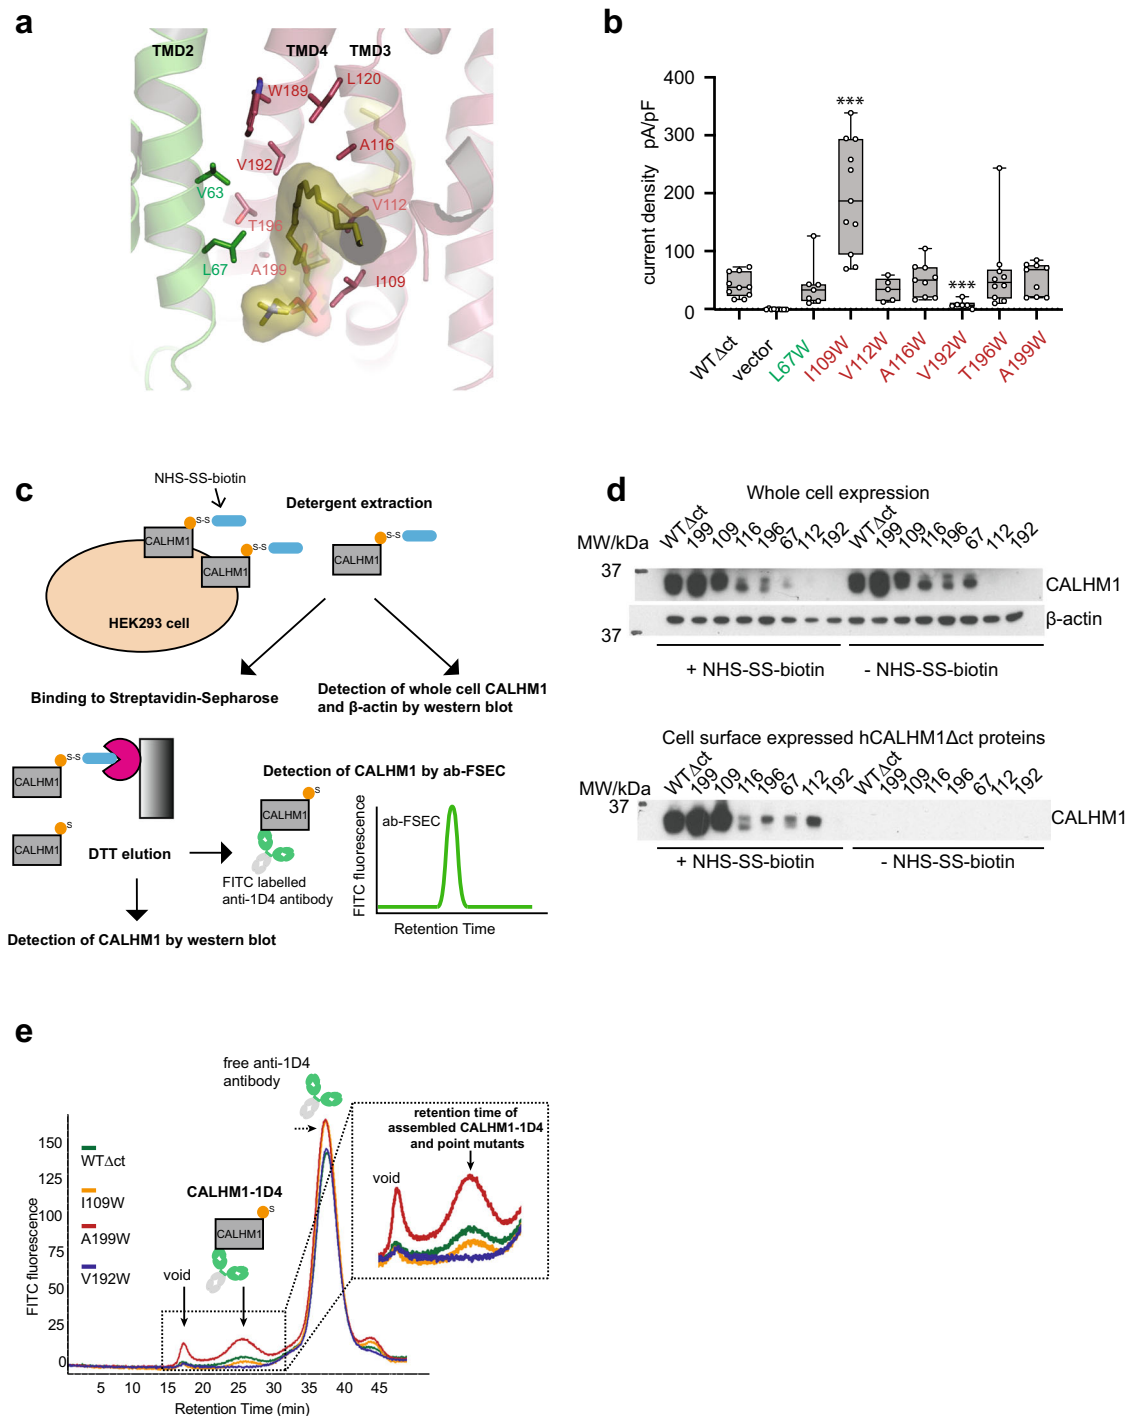 a
TMD2
TMD4
TMD3
W189
L120
A116
V192
V63
T196
V112
L67
A199
I109
b
current density pA/pF
400
300
200
100
0
***
***
WTΔct
vector
L67W
I109W
V112W
A116W
V192W
T196W
A199W
c
NHS-SS-biotin
Detergent extraction
S-S
CALHM1
S-S
CALHM1
S-S
CALHM1
HEK293 cell
Binding to Streptavidin-Sepharose
Detection of whole cell CALHM1
and β-actin by western blot
S-S
CALHM1
S
CALHM1
DTT elution
Detection of CALHM1 by ab-FSEC
S
CALHM1
FITC labelled
anti-1D4 antibody
ab-FSEC
FITC fluorescence
Retention Time
Detection of CALHM1 by western blot
d
Whole cell expression
WTΔct 199 109 116 196 67 112 192 WTΔct 199 109 116 196 67 112 192
MW/kDa
37
CALHM1
β-actin
37
+ NHS-SS-biotin
- NHS-SS-biotin
Cell surface expressed hCALHM1Δct proteins
WTΔct 199 109 116 196 67 112 192 WTΔct 199 109 116 196 67 112 192
MW/kDa
37
CALHM1
+ NHS-SS-biotin
- NHS-SS-biotin
e
free anti-1D4
antibody
FITC fluorescence
150
125
100
75
50
25
0
WTΔct
I109W
A199W
V192W
CALHM1-1D4
S
CALHM1
void
retention time of
assembled CALHM1-1D4
and point mutants
void
5 10 15 20 25 30 35 40 45
Retention Time (min)